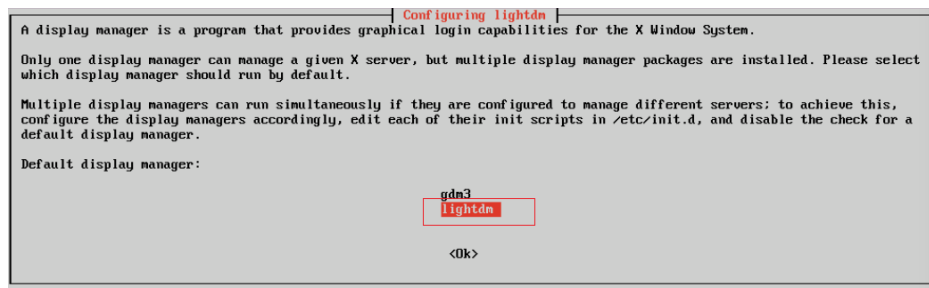 Configuring lightdm
A display manager is a program that provides graphical login capabilities for the X Window System.
Only one display manager can manage a given X server, but multiple display manager packages are installed. Please select
which display manager should run by default.
Multiple display managers can run simultaneously if they are configured to manage different servers; to achieve this,
configure the display managers accordingly, edit each of their init scripts in /etc/init.d, and disable the check for a
default display manager.
Default display manager:
gdm3
lightdm
<Ok>